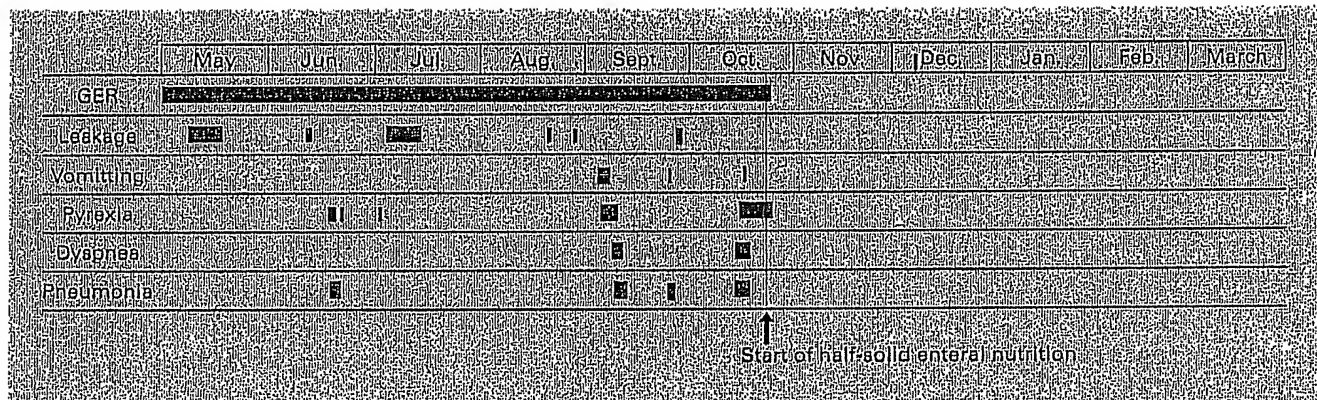 May Jun. Jul. Aug. Sept. Oct. Nov. Dec. Jan. Feb. March
GER
Leakage
Vomitting
Pyrexia
Dyspnea
Pneumonia
Start of half-solid enteral nutrition